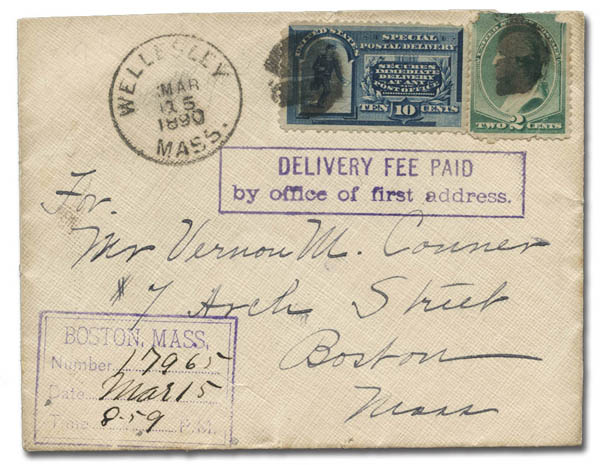 WELLESLEY
MAR
15
1890
MASS.
UNITED STATES
SPECIAL
POSTAL DELIVERY
SECURES
IMMEDIATE
DELIVERY
AT ANY
POST OFFICE
TEN 10 CENTS
TWO 2 CENTS
DELIVERY FEE PAID
by office of first address.
For.
Mr Vernon M. Conner
#7 Arch Street
Boston
Mass
BOSTON, MASS,
Number 17965
Date Mar 15
Time 8-59 P.M.